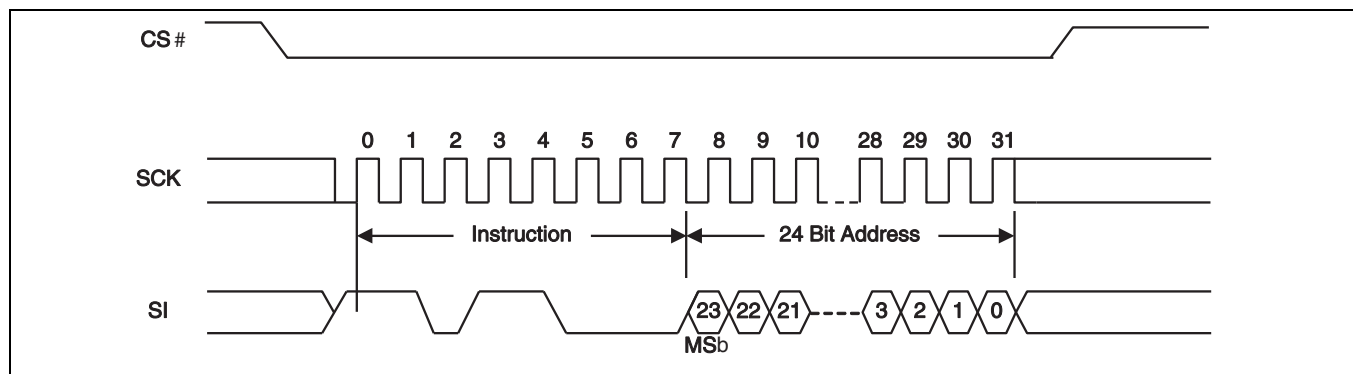 CS #
0 1 2 3 4 5 6 7 8 9 10 28 29 30 31
SCK
Instruction 24 Bit Address
SI 23 22 21 3 2 1 0
MSb